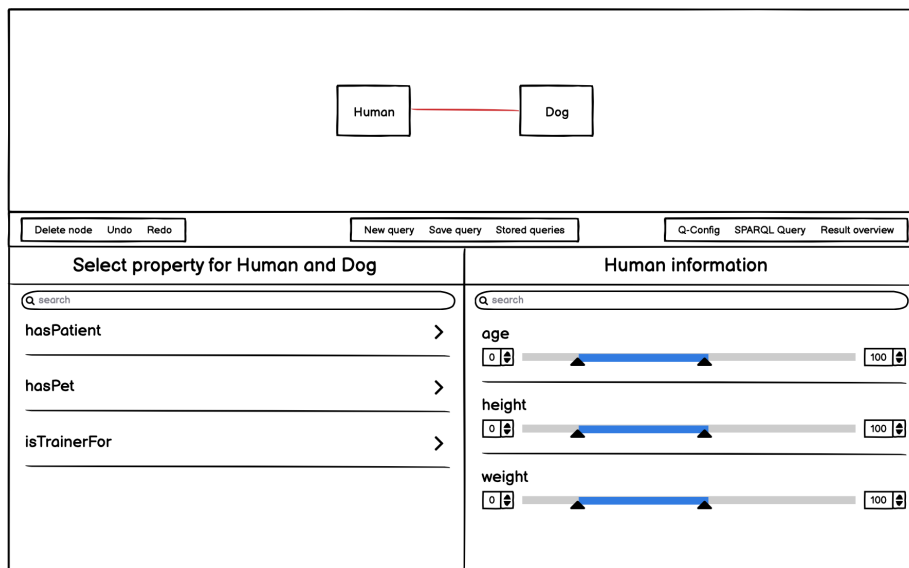 Human
Dog
Delete node Undo Redo
New query Save query Stored queries
Q-Config SPARQL Query Result overview
Select property for Human and Dog
search
hasPatient
hasPet
isTrainerFor
Human information
search
age
0 100
height
0 100
weight
0 100